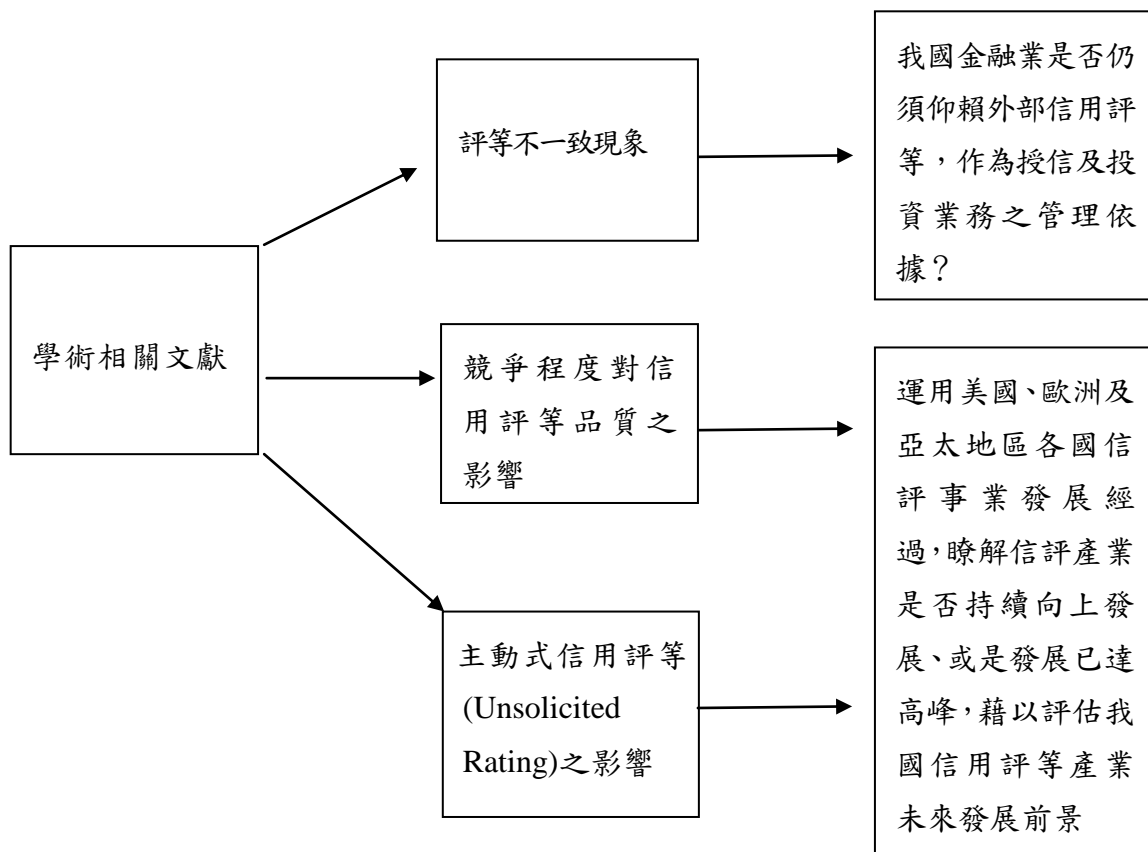 學術相關文獻
評等不一致現象
競爭程度對信
用評等品質之
影響
主動式信用評等
(Unsolicited
Rating)之影響
我國金融業是否仍
須仰賴外部信用評
等，作為授信及投
資業務之管理依
據？
運用美國、歐洲及
亞太地區各國信
評事業發展經
過，瞭解信評產業
是否持續向上發
展、或是發展已達
高峰，藉以評估我
國信用評等產業
未來發展前景